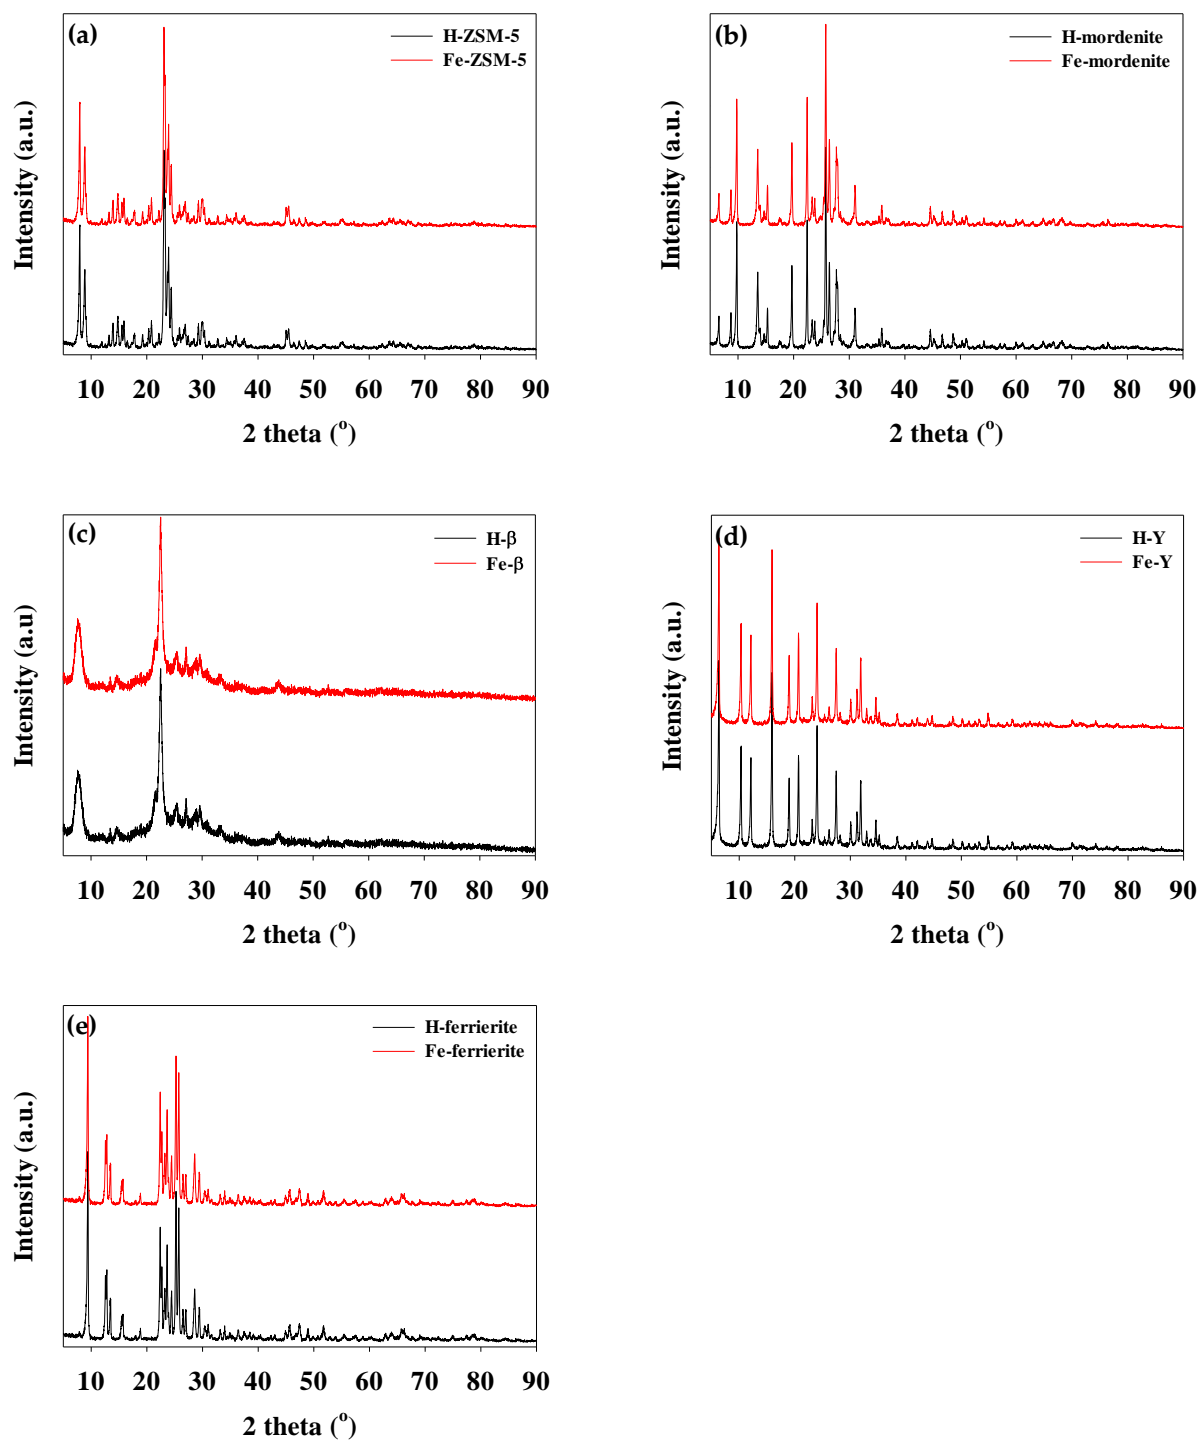 (a)
H-ZSM-5
Fe-ZSM-5
Intensity (a.u.)
10 20 30 40 50 60 70 80 90
2 theta (°)
(b)
H-mordenite
Fe-mordenite
Intensity (a.u.)
10 20 30 40 50 60 70 80 90
2 theta (°)
(c)
H-β
Fe-β
Intensity (a.u)
10 20 30 40 50 60 70 80 90
2 theta (°)
(d)
H-Y
Fe-Y
Intensity (a.u.)
10 20 30 40 50 60 70 80 90
2 theta (°)
(e)
H-ferrierite
Fe-ferrierite
Intensity (a.u.)
10 20 30 40 50 60 70 80 90
2 theta (°)